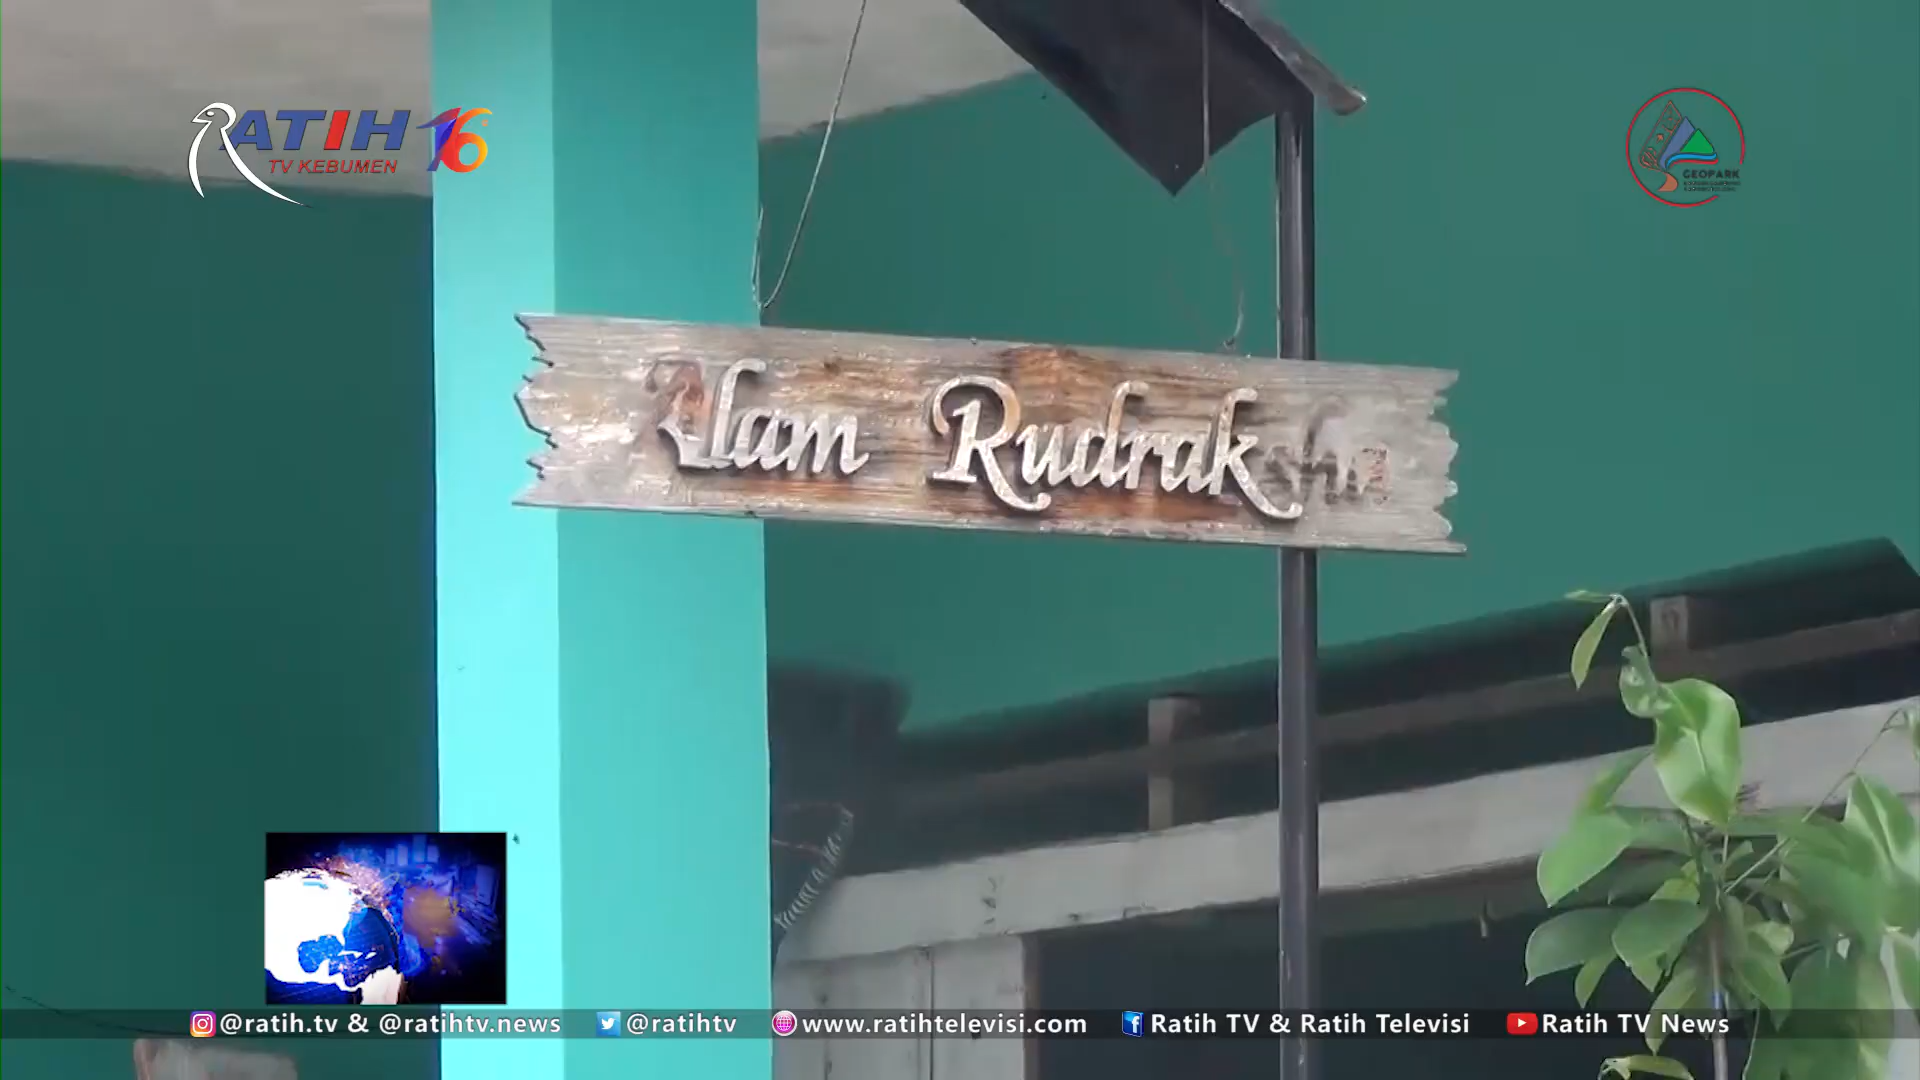 RATIH 16
TV KEBUMEN
GEOPARK
Alam Rudraksha
@ratih.tv & @ratihtv.news
@ratihtv
www.ratihtelevisi.com
Ratih TV & Ratih Televisi
Ratih TV News